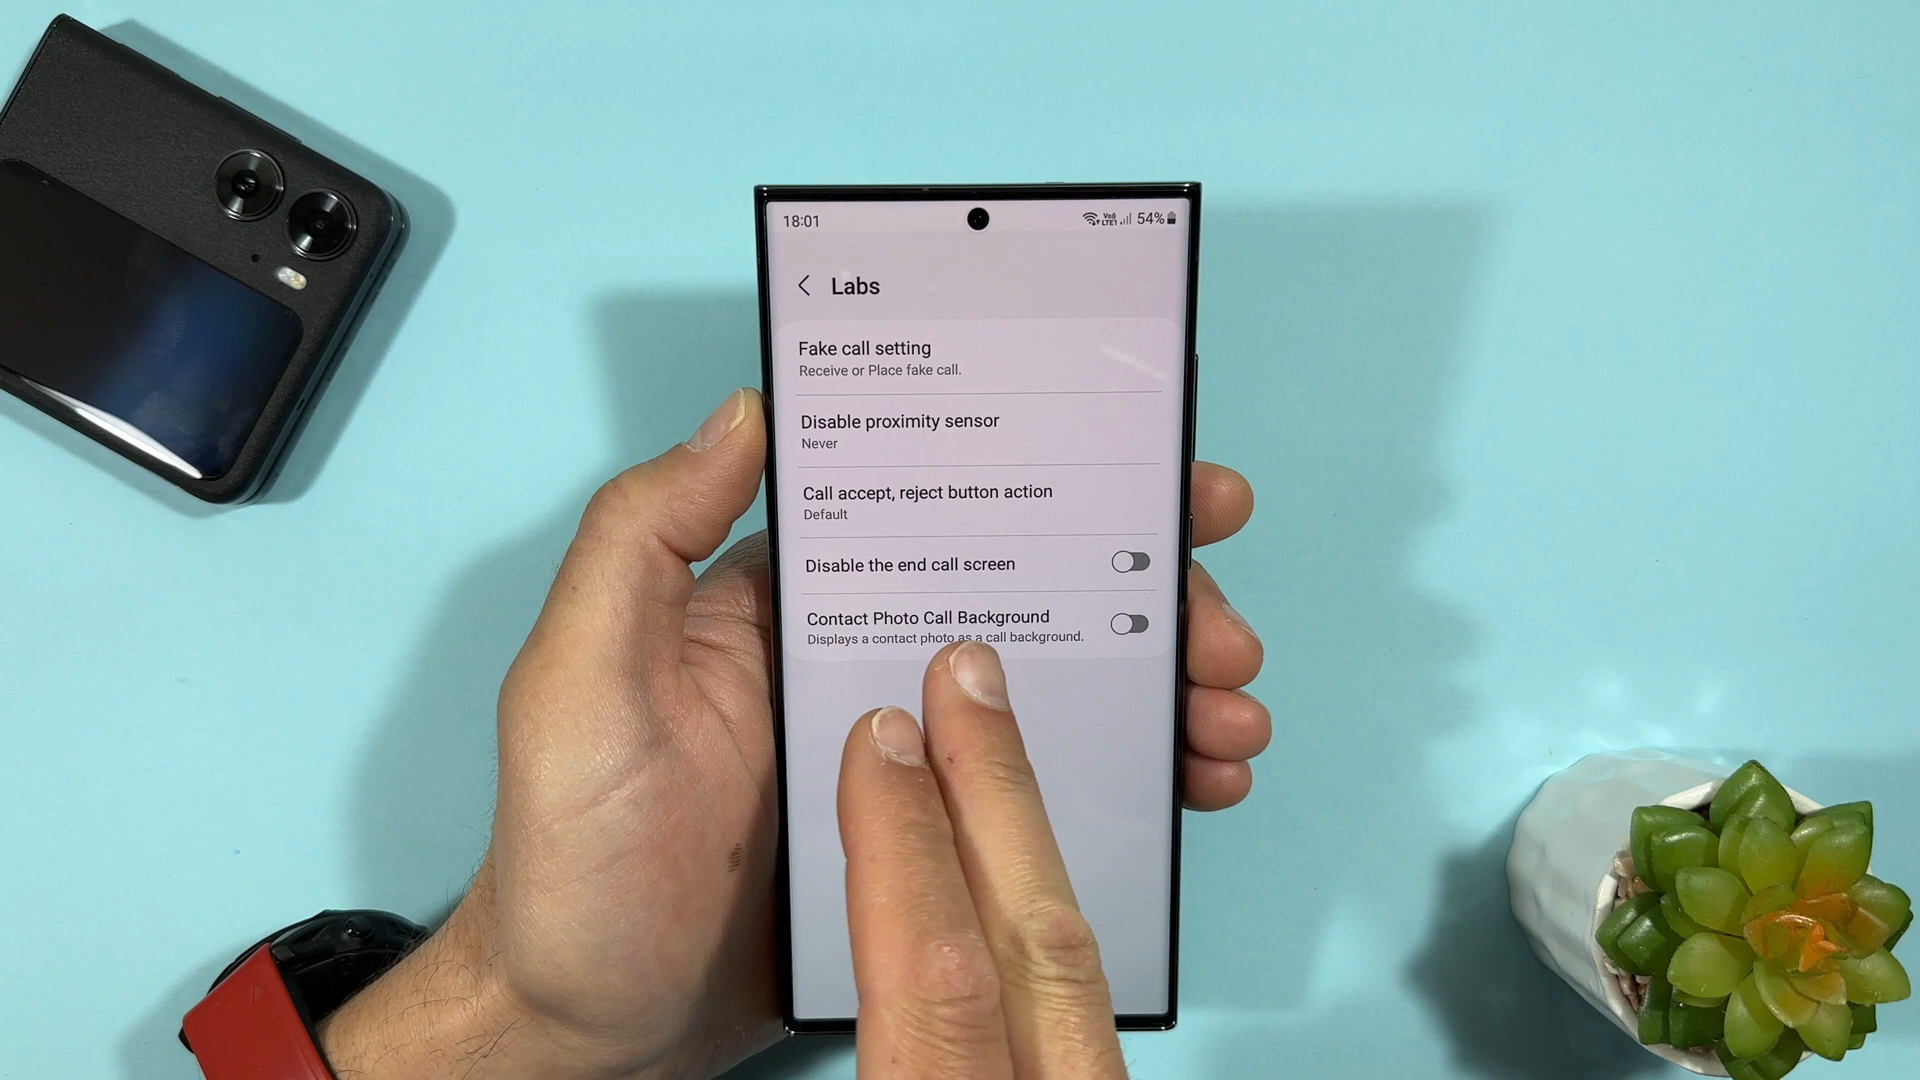 18:01
54%
Labs
Fake call setting
Receive or Place fake call.
Disable proximity sensor
Never
Call accept, reject button action
Default
Disable the end call screen
Contact Photo Call Background
Displays a contact photo as a call background.